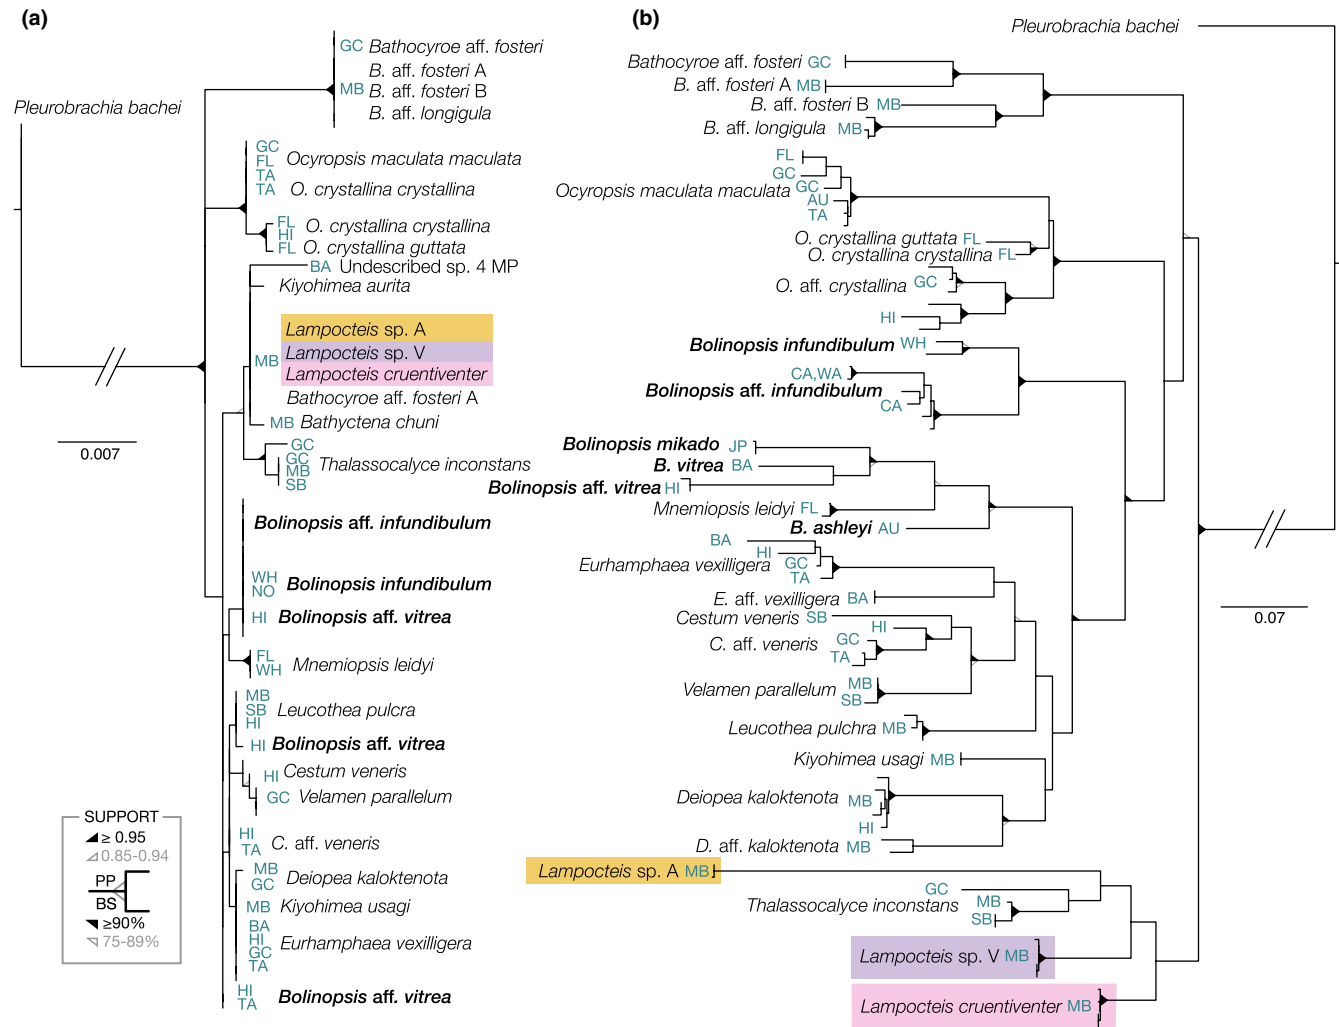 (a)
GC Bathocyroe aff. fosteri
B. aff. fosteri A
MB B. aff. fosteri B
B. aff. longigula
Pleurobrachia bachei
GC
FL Ocyropsis maculata maculata
TA
TA O. crystallina crystallina
FL O. crystallina crystallina
HI
FL O. crystallina guttata
BA Undescribed sp. 4 MP
Kiyohimea aurita
Lampocteis sp. A
MB Lampocteis sp. V
Lampocteis cruentiventer
Bathocyroe aff. fosteri A
MB Bathyctena chuni
GC
GC Thalassocalyce inconstans
MB
SB
0.007
Bolinopsis aff. infundibulum
WH Bolinopsis infundibulum
NO
HI Bolinopsis aff. vitrea
FL Mnemiopsis leidyi
WH
MB
SB Leucothea pulcra
HI
HI Bolinopsis aff. vitrea
HI Cestum veneris
GC Velamen parallelum
HI C. aff. veneris
TA
MB Deiopea kaloktenota
GC
MB Kiyohimea usagi
BA
HI Eurhamphaea vexilligera
GC
TA
HI Bolinopsis aff. vitrea
TA
SUPPORT
≥ 0.95
0.85-0.94
PP
BS
≥90%
75-89%
(b)
Pleurobrachia bachei
Bathocyroe aff. fosteri GC
B. aff. fosteri A MB
B. aff. fosteri B MB
B. aff. longigula MB
FL
GC
Ocyropsis maculata maculata GC
AU
TA
O. crystallina guttata FL
O. crystallina crystallina FL
O. aff. crystallina GC
HI
Bolinopsis infundibulum WH
CA,WA
Bolinopsis aff. infundibulum
CA
Bolinopsis mikado JP
B. vitrea BA
Bolinopsis aff. vitrea HI
Mnemiopsis leidyi FL
B. ashleyi AU
BA
HI
Eurhamphaea vexilligera GC
TA
E. aff. vexilligera BA
Cestum veneris SB
HI
C. aff. veneris GC
TA
Velamen parallelum MB
SB
Leucothea pulchra MB
Kiyohimea usagi MB
Deiopea kaloktenota MB
HI
D. aff. kaloktenota MB
Lampocteis sp. A MB
GC
Thalassocalyce inconstans MB
SB
Lampocteis sp. V MB
Lampocteis cruentiventer MB
0.07